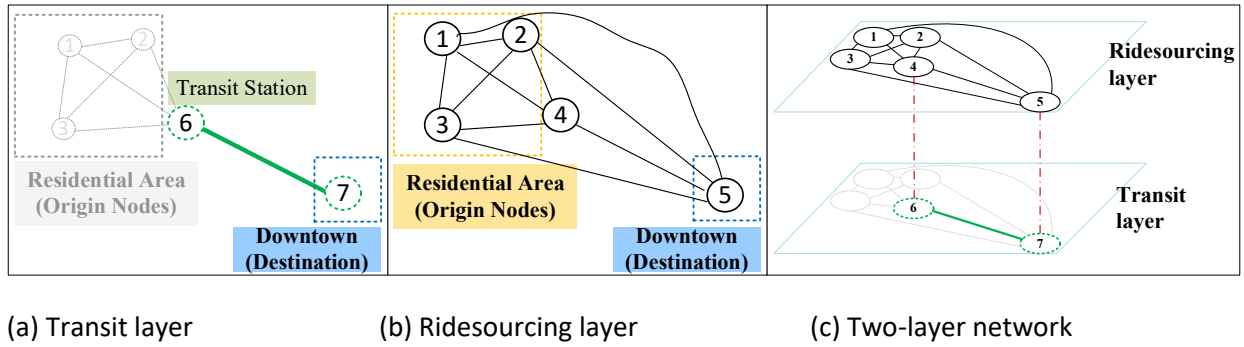 1
2
3
Transit Station
6
7
Residential Area
(Origin Nodes)
Downtown
(Destination)
1
2
3
4
5
Residential Area
(Origin Nodes)
Downtown
(Destination)
1
2
3
4
5
Ridesourcing
layer
6
7
Transit
layer
(a) Transit layer
(b) Ridesourcing layer
(c) Two-layer network